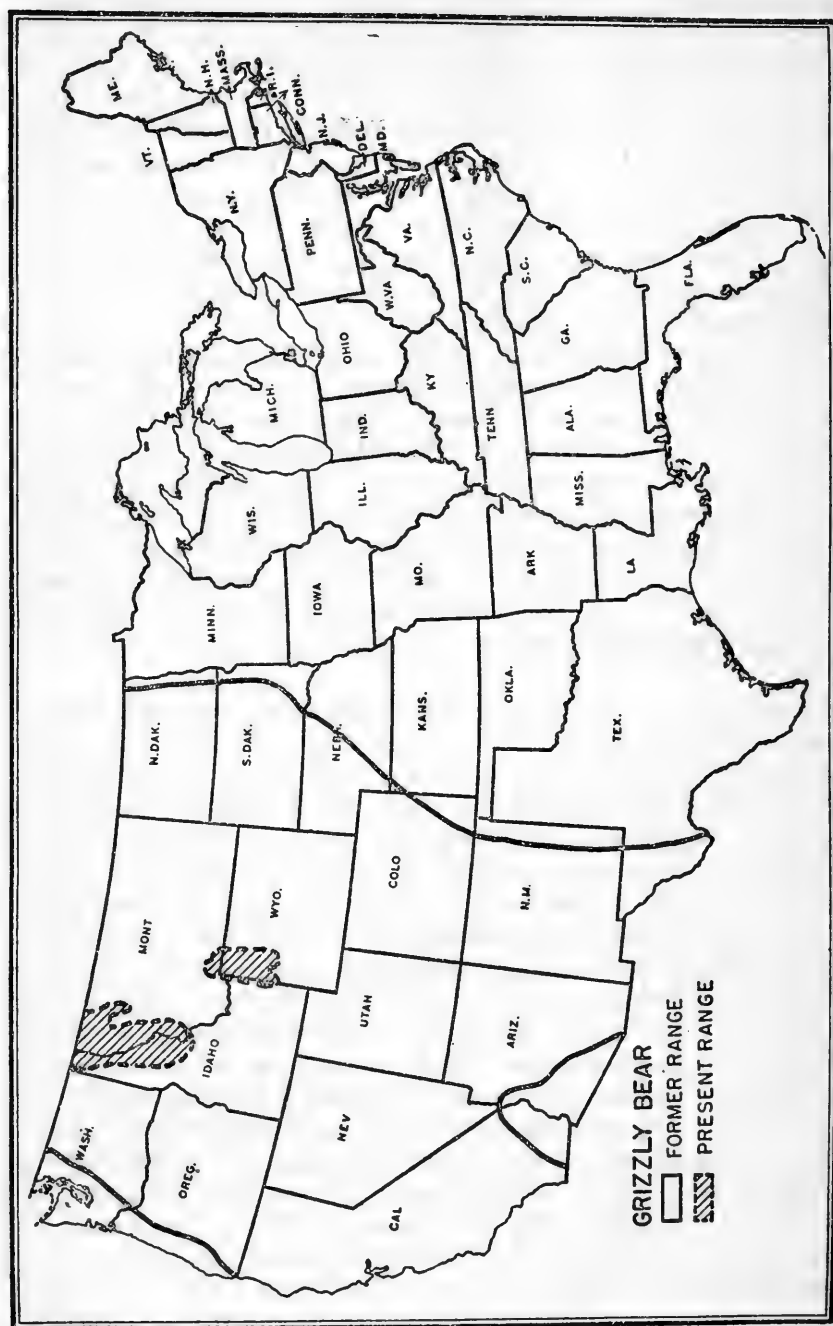 WASH.
OREG.
CAL
NEV
IDAHO
MONT
WYO.
UTAH
COLO
ARIZ.
N.M.
N.DAK.
S.DAK.
NEBR.
KANS.
OKLA.
TEX.
MINN.
IOWA
MO.
ARK
LA
WIS.
ILL.
MICH.
IND.
OHIO
KY
TENN
MISS.
ALA.
GA.
FLA.
S.C.
N.C.
VA.
W.VA
PENN.
N.Y.
VT.
ME.
N.H.
MASS.
R.I.
CONN.
N.J.
DEL.
MD.
GRIZZLY BEAR
FORMER RANGE
PRESENT RANGE